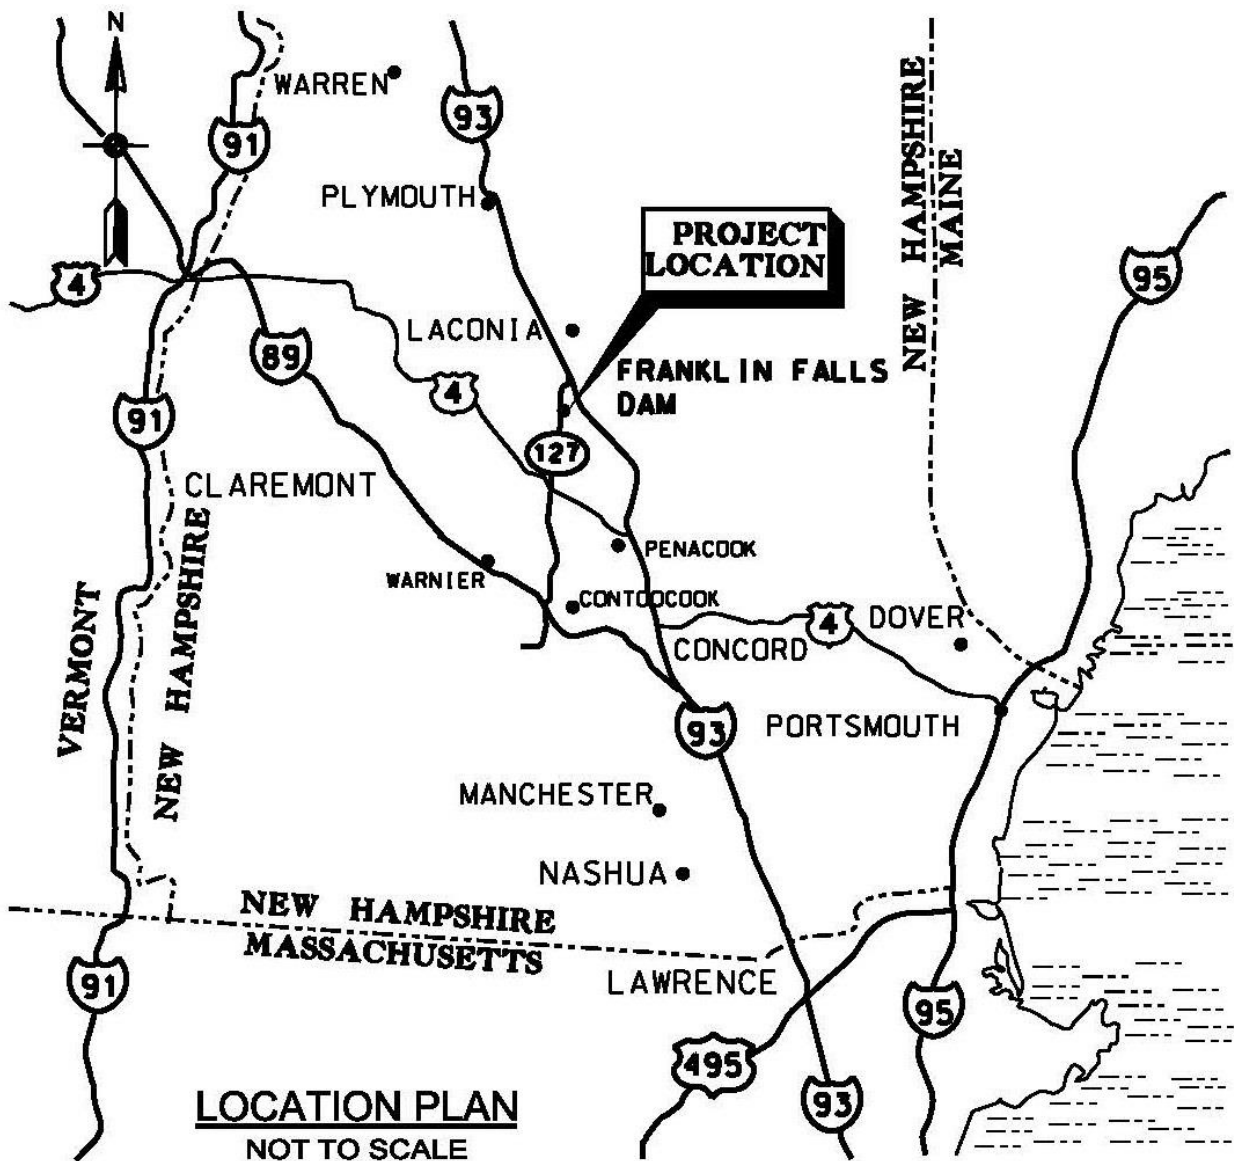 N
WARREN
93
91
PLYMOUTH
NEW HAMPSHIRE
MAINE
PROJECT
LOCATION
95
4
LACONIA
89
FRANKLIN FALLS
DAM
4
91
127
CLAREMONT
PENACOOK
WARNIER
CONTOOCOOK
VERMONT
NEW HAMPSHIRE
4
DOVER
CONCORD
93
PORTSMOUTH
MANCHESTER
NASHUA
NEW HAMPSHIRE
MASSACHUSETTS
91
LAWRENCE
95
495
93
LOCATION PLAN
NOT TO SCALE